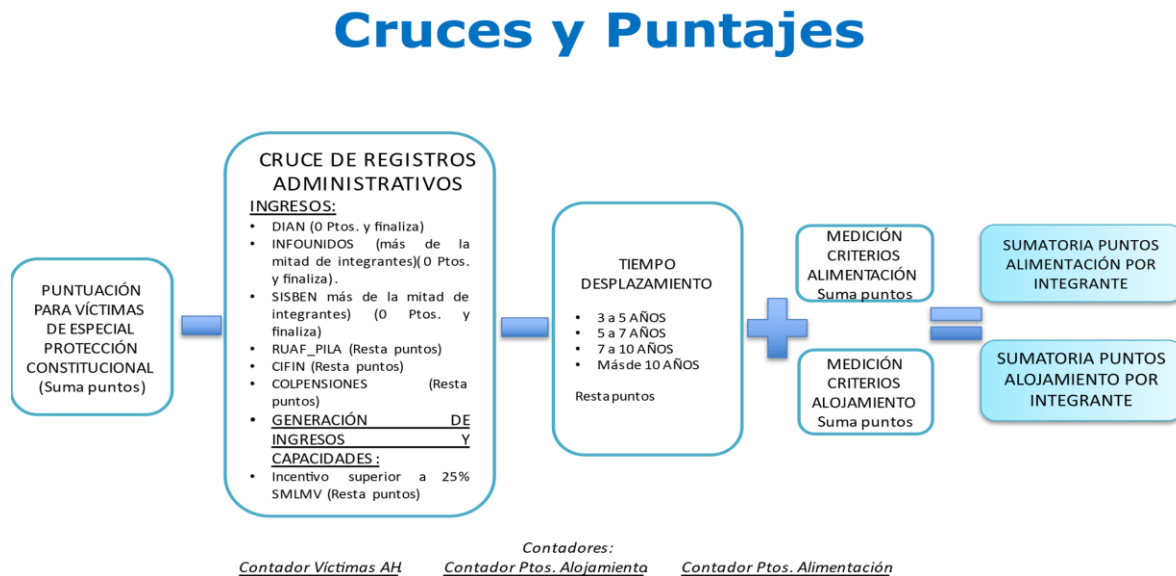 Cruces y Puntajes
PUNTUACIÓN
PARA VÍCTIMAS
DE ESPECIAL
PROTECCIÓN
CONSTITUCIONAL
(Suma puntos)
CRUCE DE REGISTROS
ADMINISTRATIVOS
INGRESOS:
• DIAN (0 Ptos. y finaliza)
• INFOUNIDOS (más de la
mitad de integrantes)( 0 Ptos.
y finaliza).
• SISBEN más de la mitad de
integrantes) (0 Ptos. y
finaliza)
• RUAF_PILA (Resta puntos)
• CIFIN (Resta puntos)
• COLPENSIONES (Resta
puntos)
• GENERACIÓN DE
INGRESOS Y
CAPACIDADES :
• Incentivo superior a 25%
SMLMV (Resta puntos)
TIEMPO
DESPLAZAMIENTO
• 3 a 5 AÑOS
• 5 a 7 AÑOS
• 7 a 10 AÑOS
• Más de 10 AÑOS
Resta puntos
MEDICIÓN
CRITERIOS
ALIMENTACIÓN
Suma puntos
MEDICIÓN
CRITERIOS
ALOJAMIENTO
Suma puntos
SUMATORIA PUNTOS
ALIMENTACIÓN POR
INTEGRANTE
SUMATORIA PUNTOS
ALOJAMIENTO POR
INTEGRANTE
Contadores:
Contador Víctimas AH Contador Ptos. Alojamiento Contador Ptos. Alimentación